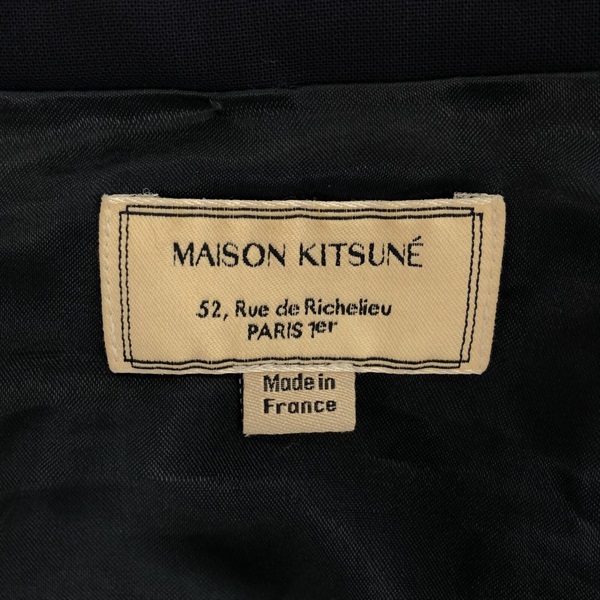 MAISON KITSUNÉ
52, Rue de Richelieu
PARIS 1er
Made in
France